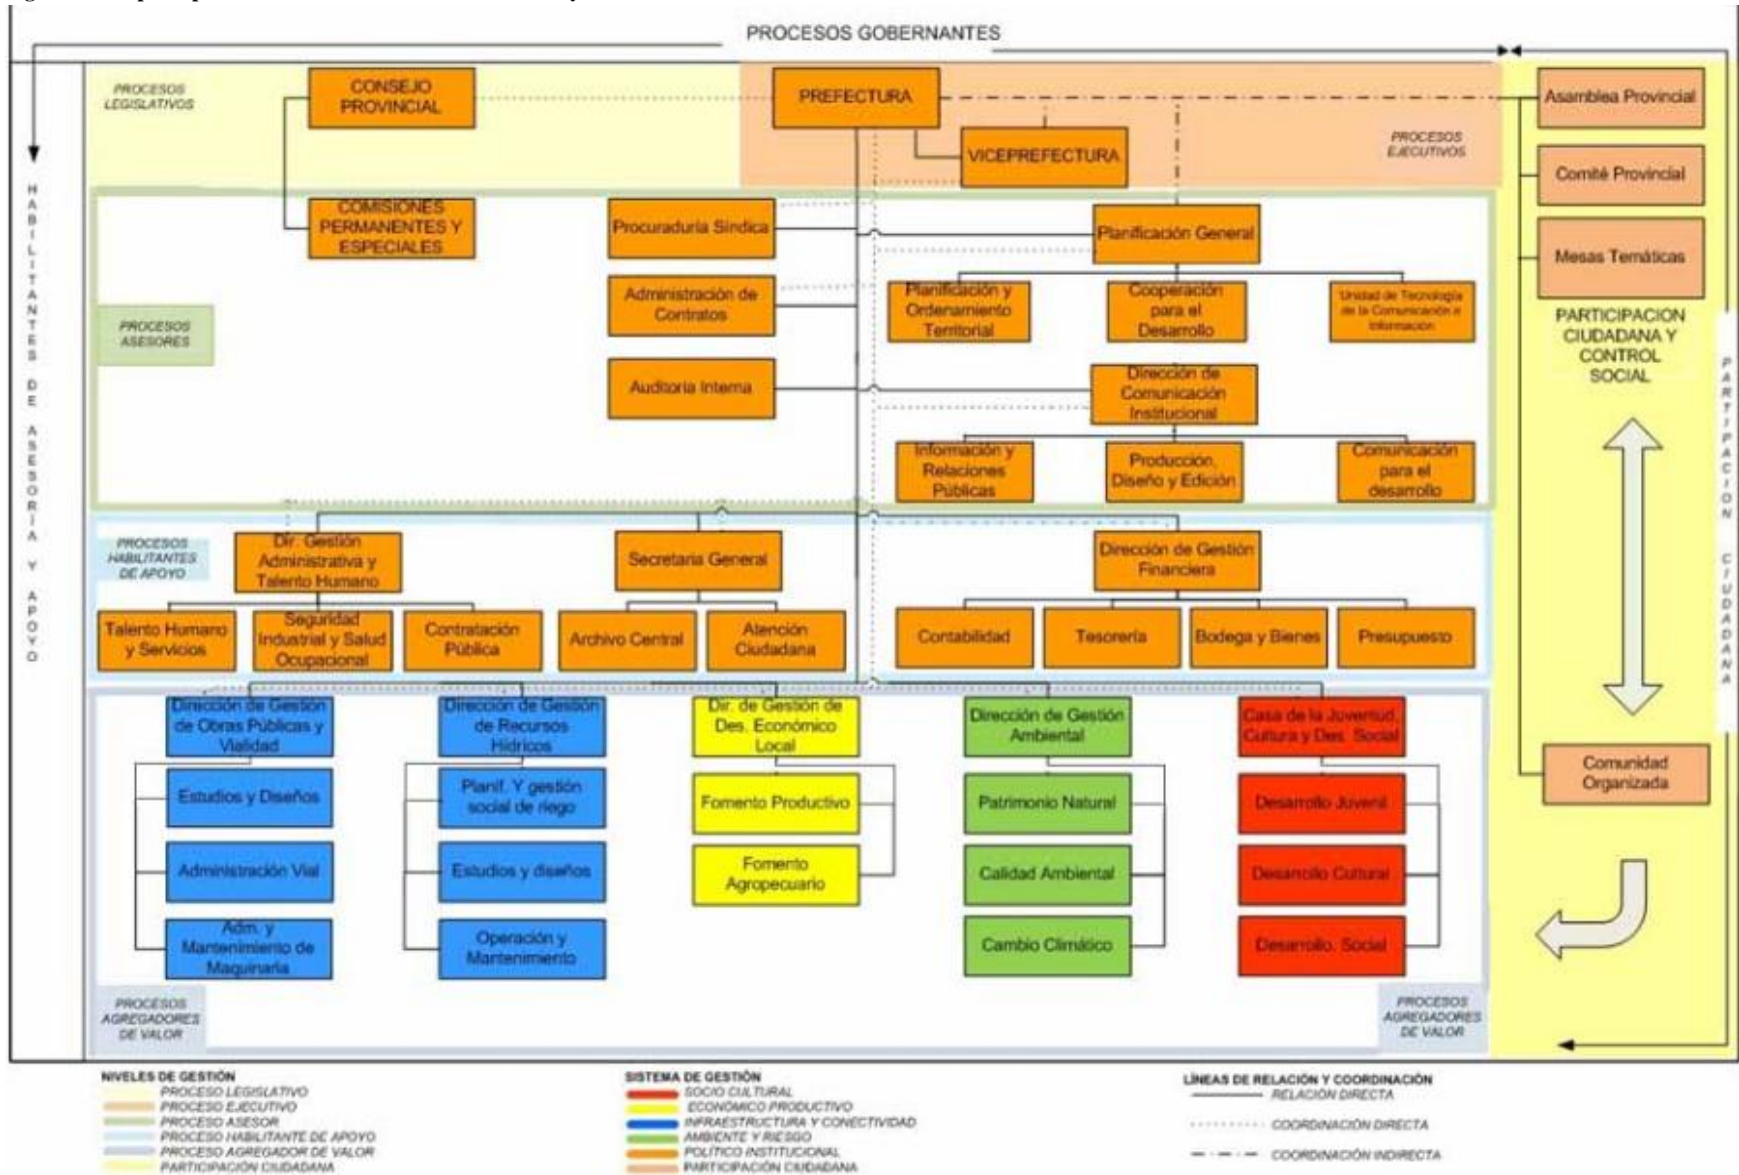 PROCESOS GOBERNANTES
PROCESOS
LEGISLATIVOS
CONSEJO
PROVINCIAL
PREFECTURA
VICEPREFECTURA
PROCESOS
EJECUTIVOS
Asamblea Provincial
Comité Provincial
Mesas Temáticas
PARTICIPACION
CIUDADANA Y
CONTROL
SOCIAL
HABILITANTES DE ASESORÍA Y APOYO
COMISIONES
PERMANENTES Y
ESPECIALES
Procuraduría Síndica
Planificación General
Administración de
Contratos
Planificación y
Ordenamiento
Territorial
Cooperación
para el
Desarrollo
Unidad de Tecnología
de la Comunicación e
Información
PROCESOS
ASESORES
Auditoria Interna
Dirección de
Comunicación
Institucional
Información y
Relaciones
Públicas
Producción,
Diseño y Edición
Comunicación
para el
desarrollo
PARTIPACION CIUDADANA
PROCESOS
HABILITANTES
DE APOYO
Dir. Gestión
Administrativa y
Talento Humano
Secretaria General
Dirección de Gestión
Financiera
Talento Humano
y Servicios
Seguridad
Industrial y Salud
Ocupacional
Contratación
Pública
Archivo Central
Atención
Ciudadana
Contabilidad
Tesorería
Bodega y Bienes
Presupuesto
Dirección de Gestión
de Obras Públicas y
Vialidad
Dirección de Gestión
de Recursos
Hídricos
Dir. de Gestión de
Des. Económico
Local
Dirección de Gestión
Ambiental
Casa de la Juventud,
Cultura y Des. Social
Comunidad
Organizada
Estudios y Diseños
Planif. Y gestión
social de riego
Fomento Productivo
Patrimonio Natural
Desarrollo Juvenil
Administración Vial
Estudios y diseños
Fomento
Agropecuario
Calidad Ambiental
Desarrollo Cultural
Adm. y
Mantenimiento de
Maquinaria
Operación y
Mantenimiento
Cambio Climático
Desarrollo. Social
PROCESOS
AGREGADORES
DE VALOR
PROCESOS
AGREGADORES
DE VALOR
NIVELES DE GESTIÓN
PROCESO LEGISLATIVO
PROCESO EJECUTIVO
PROCESO ASESOR
PROCESO HABILITANTE DE APOYO
PROCESO AGREGADOR DE VALOR
PARTICIPACIÓN CIUDADANA
SISTEMA DE GESTIÓN
SOCIO CULTURAL
ECONÓMICO PRODUCTIVO
INFRAESTRUCTURA Y CONECTIVIDAD
AMBIENTE Y RIESGO
POLÍTICO INSTITUCIONAL
PARTICIPACIÓN CIUDADANA
LÍNEAS DE RELACIÓN Y COORDINACIÓN
RELACIÓN DIRECTA
COORDINACIÓN DIRECTA
COORDINACIÓN INDIRECTA